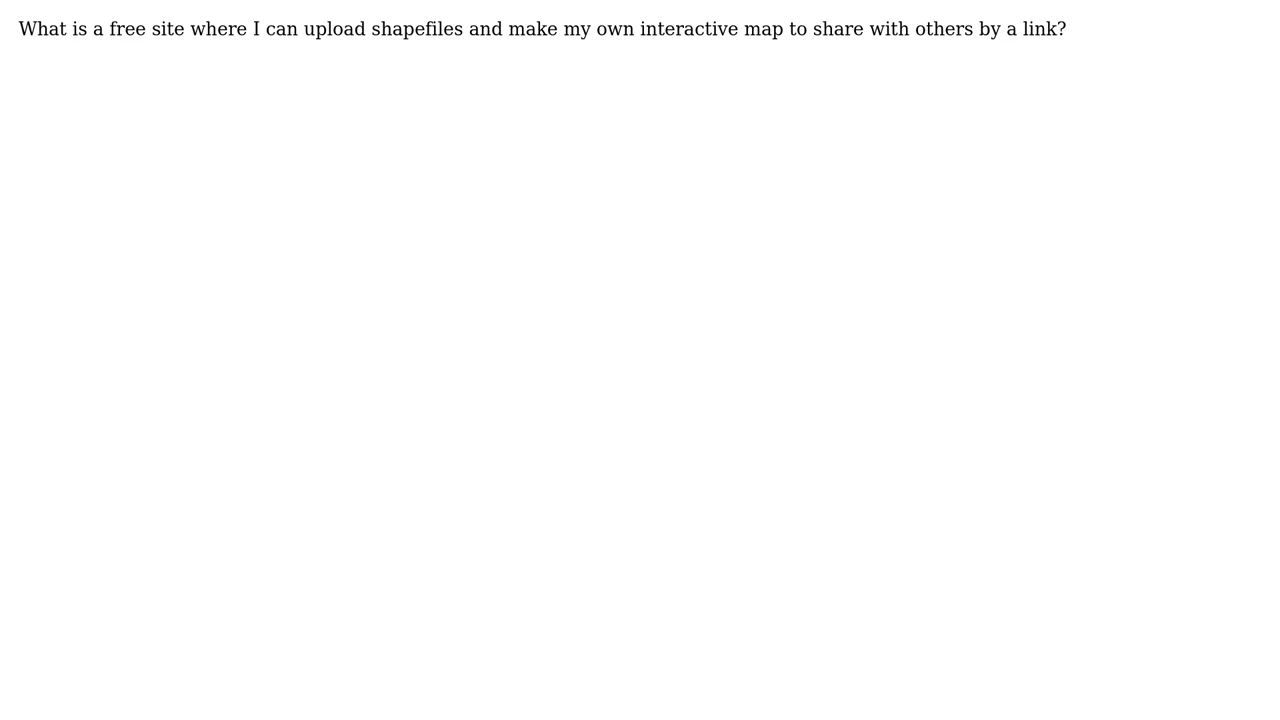 What is a free site where I can upload shapefiles and make my own interactive map to share with others by a link?